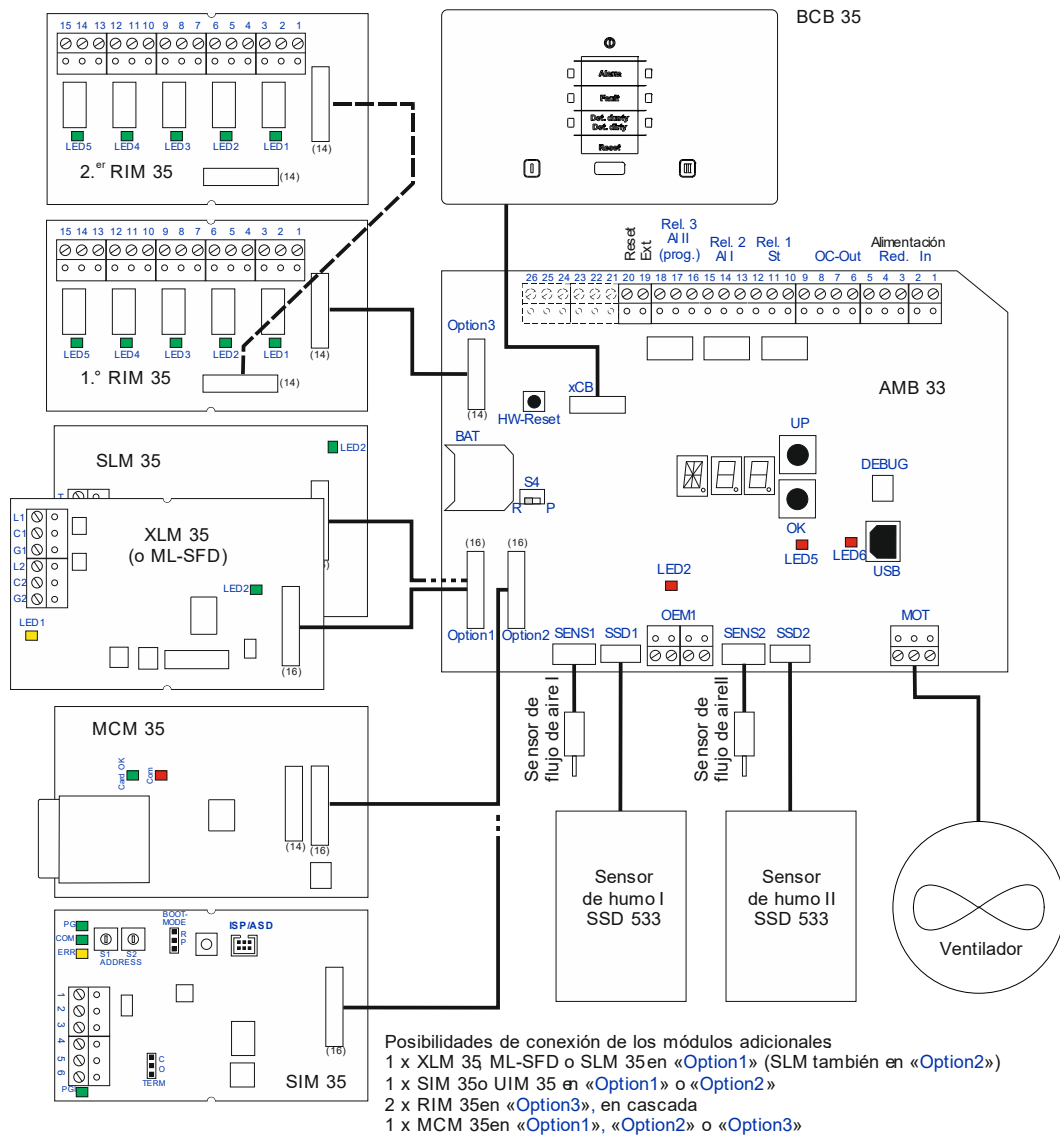 BCB 35
15 14 13 12 11 10 9 8 7 6 5 4 3 2 1
LED5 LED4 LED3 LED2 LED1
(14)
2.er RIM 35
(14)
Alarm
Fault
Det. dusty
Det. dirty
Reset
I
III
15 14 13 12 11 10 9 8 7 6 5 4 3 2 1
LED5 LED4 LED3 LED2 LED1
(14)
1.° RIM 35
(14)
Reset
Ext
Rel. 3
Al II
(prog.)
Rel. 2
Al I
Rel. 1
St
OC-Out
Alimentación
Red. In
26 25 24 23 22 21 20 19 18 17 16 15 14 13 12 11 10 9 8 7 6 5 4 3 2 1
Option3
(14)
HW-Reset
xCB
AMB 33
BAT
S4
R P
UP
OK
DEBUG
LED5
LED6
USB
LED2
(16)
(16)
Option1
Option2
SENS1
SSD1
OEM1
SENS2
SSD2
MOT
SLM 35
LED2
T
XLM 35
(o ML-SFD)
L1
C1
G1
L2
C2
G2
LED1
LED2
(16)
MCM 35
Card OK
Com
(14)
(16)
Sensor de
flujo de aire I
Sensor de
flujo de aire II
Sensor
de humo I
SSD 533
Sensor
de humo II
SSD 533
Ventilador
PG
COM
ERR
S1 S2
ADDRESS
BOOT-
MODE
R
P
ISP/ASD
1
2
3
4
5
6
PG
C
O
TERM
(16)
SIM 35
Posibilidades de conexión de los módulos adicionales:
1 x XLM 35, ML-SFD o SLM 35 en «Option1» (SLM también en «Option2»)
1 x SIM 35 o UIM 35 en «Option1» o «Option2»
2 x RIM 35 en «Option3», en cascada
1 x MCM 35 en «Option1», «Option2» o «Option3»